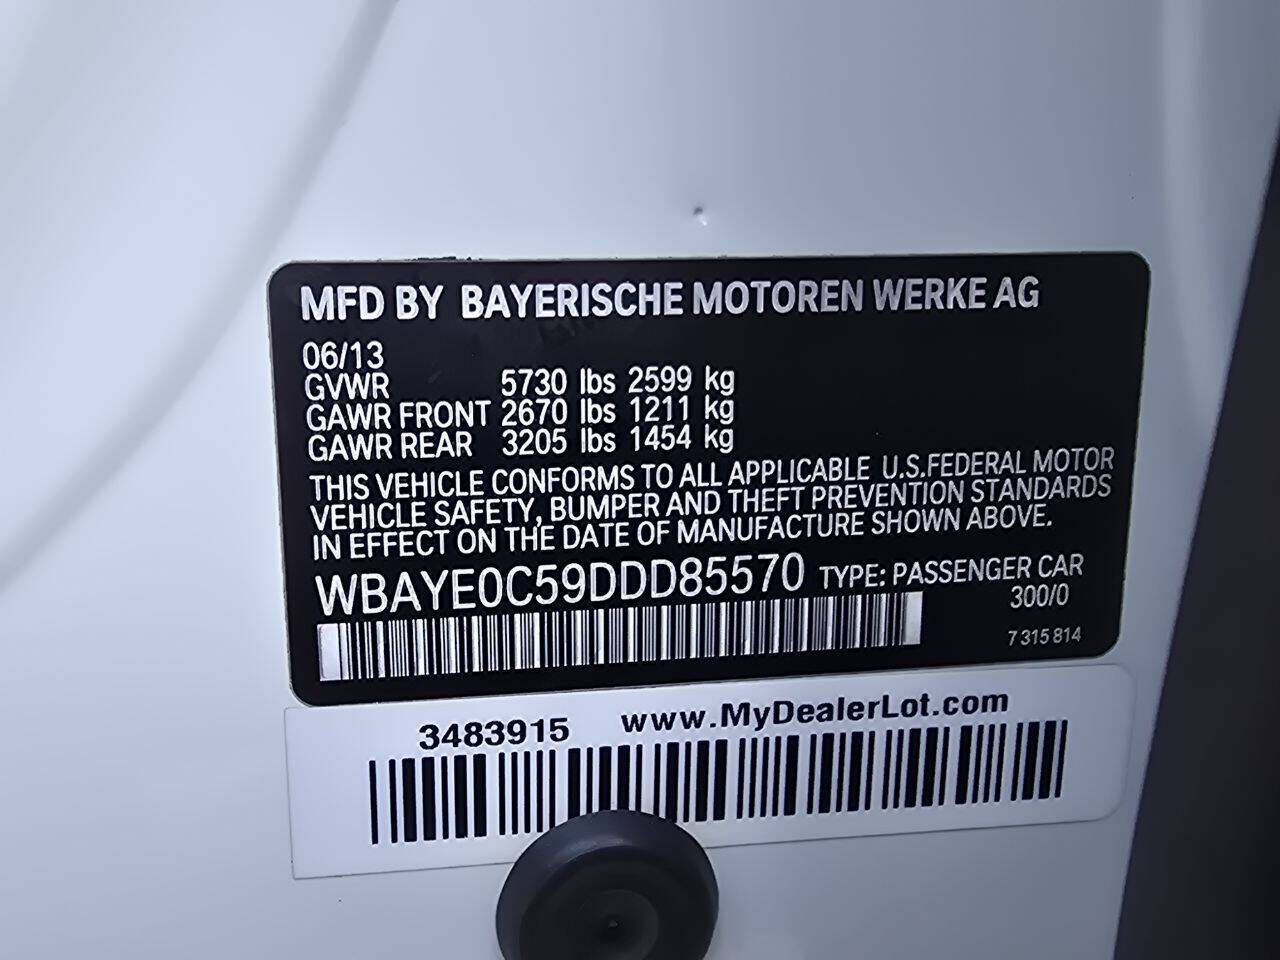 MFD BY BAYERISCHE MOTOREN WERKE AG
06/13
GVWR 5730 lbs 2599 kg
GAWR FRONT 2670 lbs 1211 kg
GAWR REAR 3205 lbs 1454 kg
THIS VEHICLE CONFORMS TO ALL APPLICABLE U.S.FEDERAL MOTOR
VEHICLE SAFETY, BUMPER AND THEFT PREVENTION STANDARDS
IN EFFECT ON THE DATE OF MANUFACTURE SHOWN ABOVE.
WBAYE0C59DDD85570 TYPE: PASSENGER CAR
300/0
7 315 814
3483915 www.MyDealerLot.com